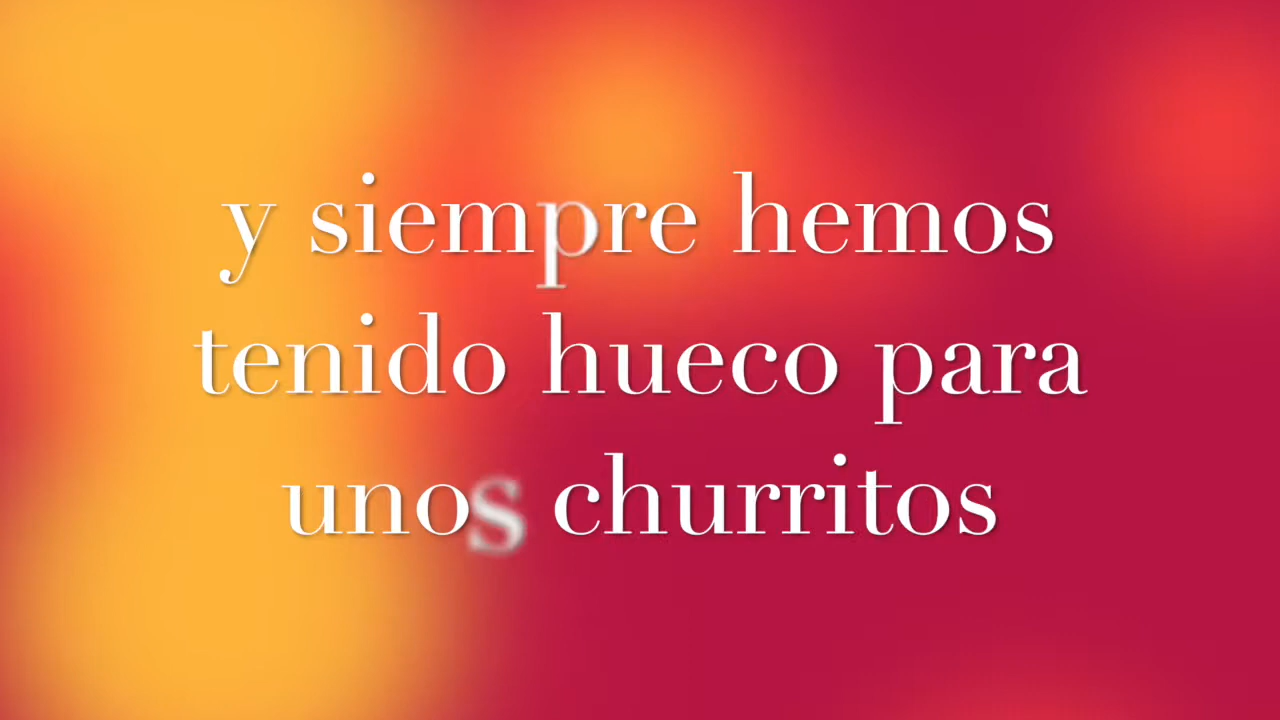 y siempre hemos
tenido hueco para
unos churritos